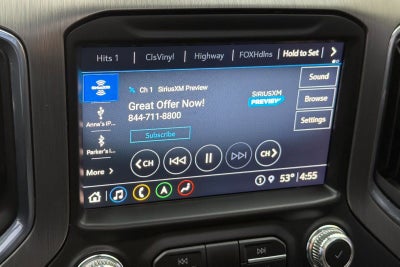 Hits 1 ClsVinyl Highway FOXHdlns Hold to Set
Ch 1 SiriusXM Preview
Great Offer Now!
844-711-8800
Subscribe
SIRIUSXM
PREVIEW
Sound
Browse
Settings
Anna's iP...
Parker's i...
More
CH
CH
53° 4:55